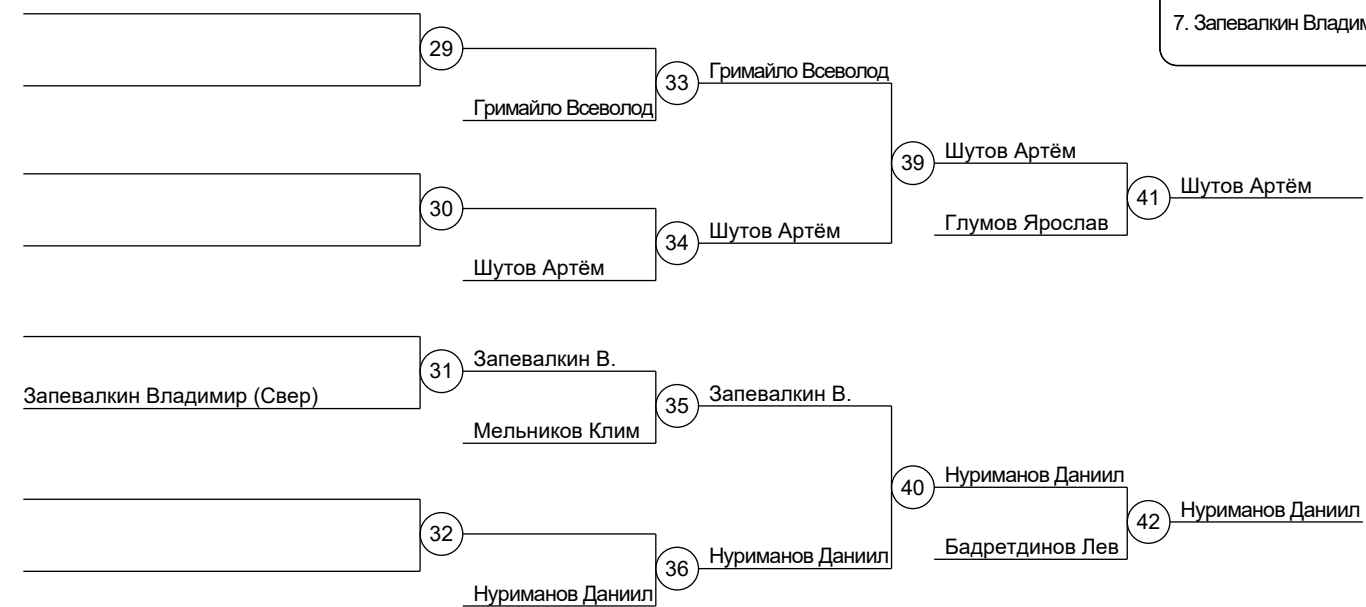 7. Запевалкин Владим
29
33
Гримайло Всеволод
Гримайло Всеволод
39
Шутов Артём
41
Шутов Артём
30
34
Шутов Артём
Глумов Ярослав
Шутов Артём
31
Запевалкин В.
Запевалкин Владимир (Свер)
35
Запевалкин В.
Мельников Клим
40
Нуриманов Даниил
42
Нуриманов Даниил
32
36
Нуриманов Даниил
Бадретдинов Лев
Нуриманов Даниил